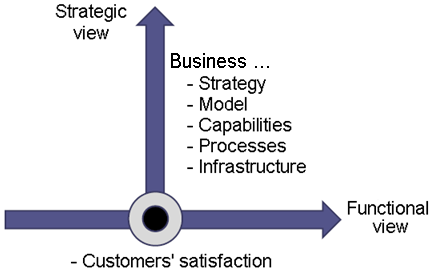 Strategic
view
Business …
- Strategy
- Model
- Capabilities
- Processes
- Infrastructure
Functional
view
- Customers' satisfaction